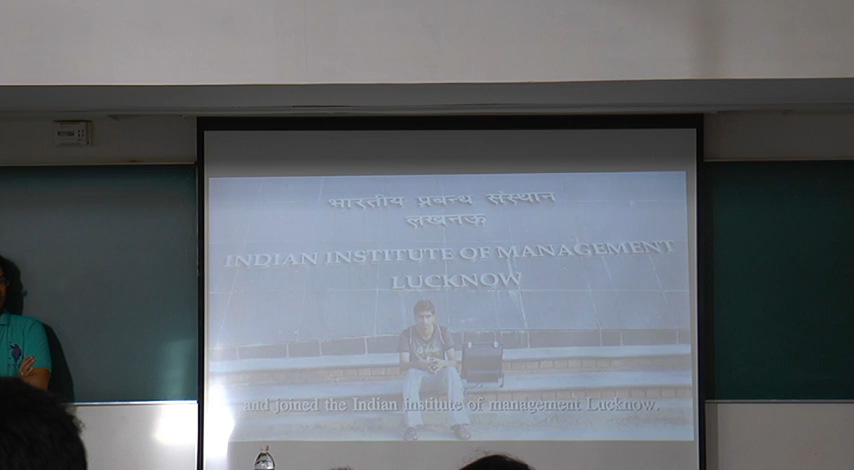 भारतीय प्रबन्ध संस्थान
लखनऊ
INDIAN INSTITUTE OF MANAGEMENT
LUCKNOW
and joined the Indian institute of management Lucknow.